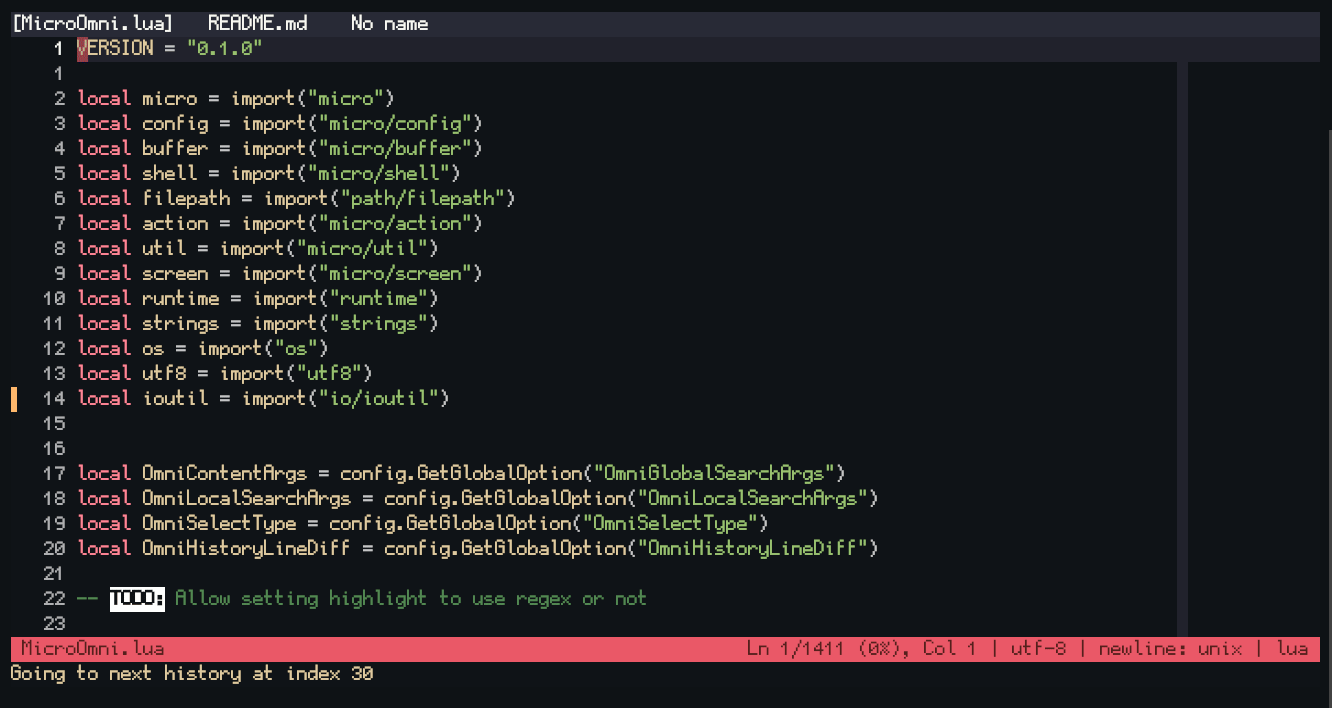 [MicroOmni.lua] README.md No name
1 VERSION = "0.1.0"
1
2 local micro = import("micro")
3 local config = import("micro/config")
4 local buffer = import("micro/buffer")
5 local shell = import("micro/shell")
6 local filepath = import("path/filepath")
7 local action = import("micro/action")
8 local util = import("micro/util")
9 local screen = import("micro/screen")
10 local runtime = import("runtime")
11 local strings = import("strings")
12 local os = import("os")
13 local utf8 = import("utf8")
14 local ioutil = import("io/ioutil")
15
16
17 local OmniContentArgs = config.GetGlobalOption("OmniGlobalSearchArgs")
18 local OmniLocalSearchArgs = config.GetGlobalOption("OmniLocalSearchArgs")
19 local OmniSelectType = config.GetGlobalOption("OmniSelectType")
20 local OmniHistoryLineDiff = config.GetGlobalOption("OmniHistoryLineDiff")
21
22 -- TODO: Allow setting highlight to use regex or not
23
MicroOmni.lua Ln 1/1411 (0%), Col 1 | utf-8 | newline: unix | lua
Going to next history at index 30